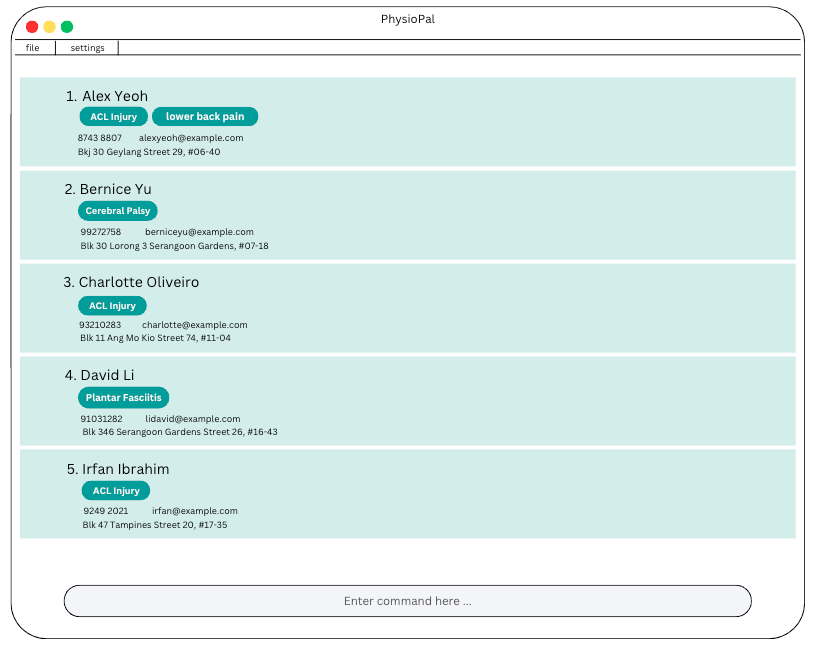 PhysioPal
file settings
1. Alex Yeoh
ACL Injury lower back pain
8743 8807 alexyeoh@example.com
Bkj 30 Geylang Street 29, #06-40
2. Bernice Yu
Cerebral Palsy
99272758 berniceyu@example.com
Blk 30 Lorong 3 Serangoon Gardens, #07-18
3. Charlotte Oliveiro
ACL Injury
93210283 charlotte@example.com
Blk 11 Ang Mo Kio Street 74, #11-04
4. David Li
Plantar Fasciitis
91031282 lidavid@example.com
Blk 346 Serangoon Gardens Street 26, #16-43
5. Irfan Ibrahim
ACL Injury
9249 2021 irfan@example.com
Blk 47 Tampines Street 20, #17-35
Enter command here ...